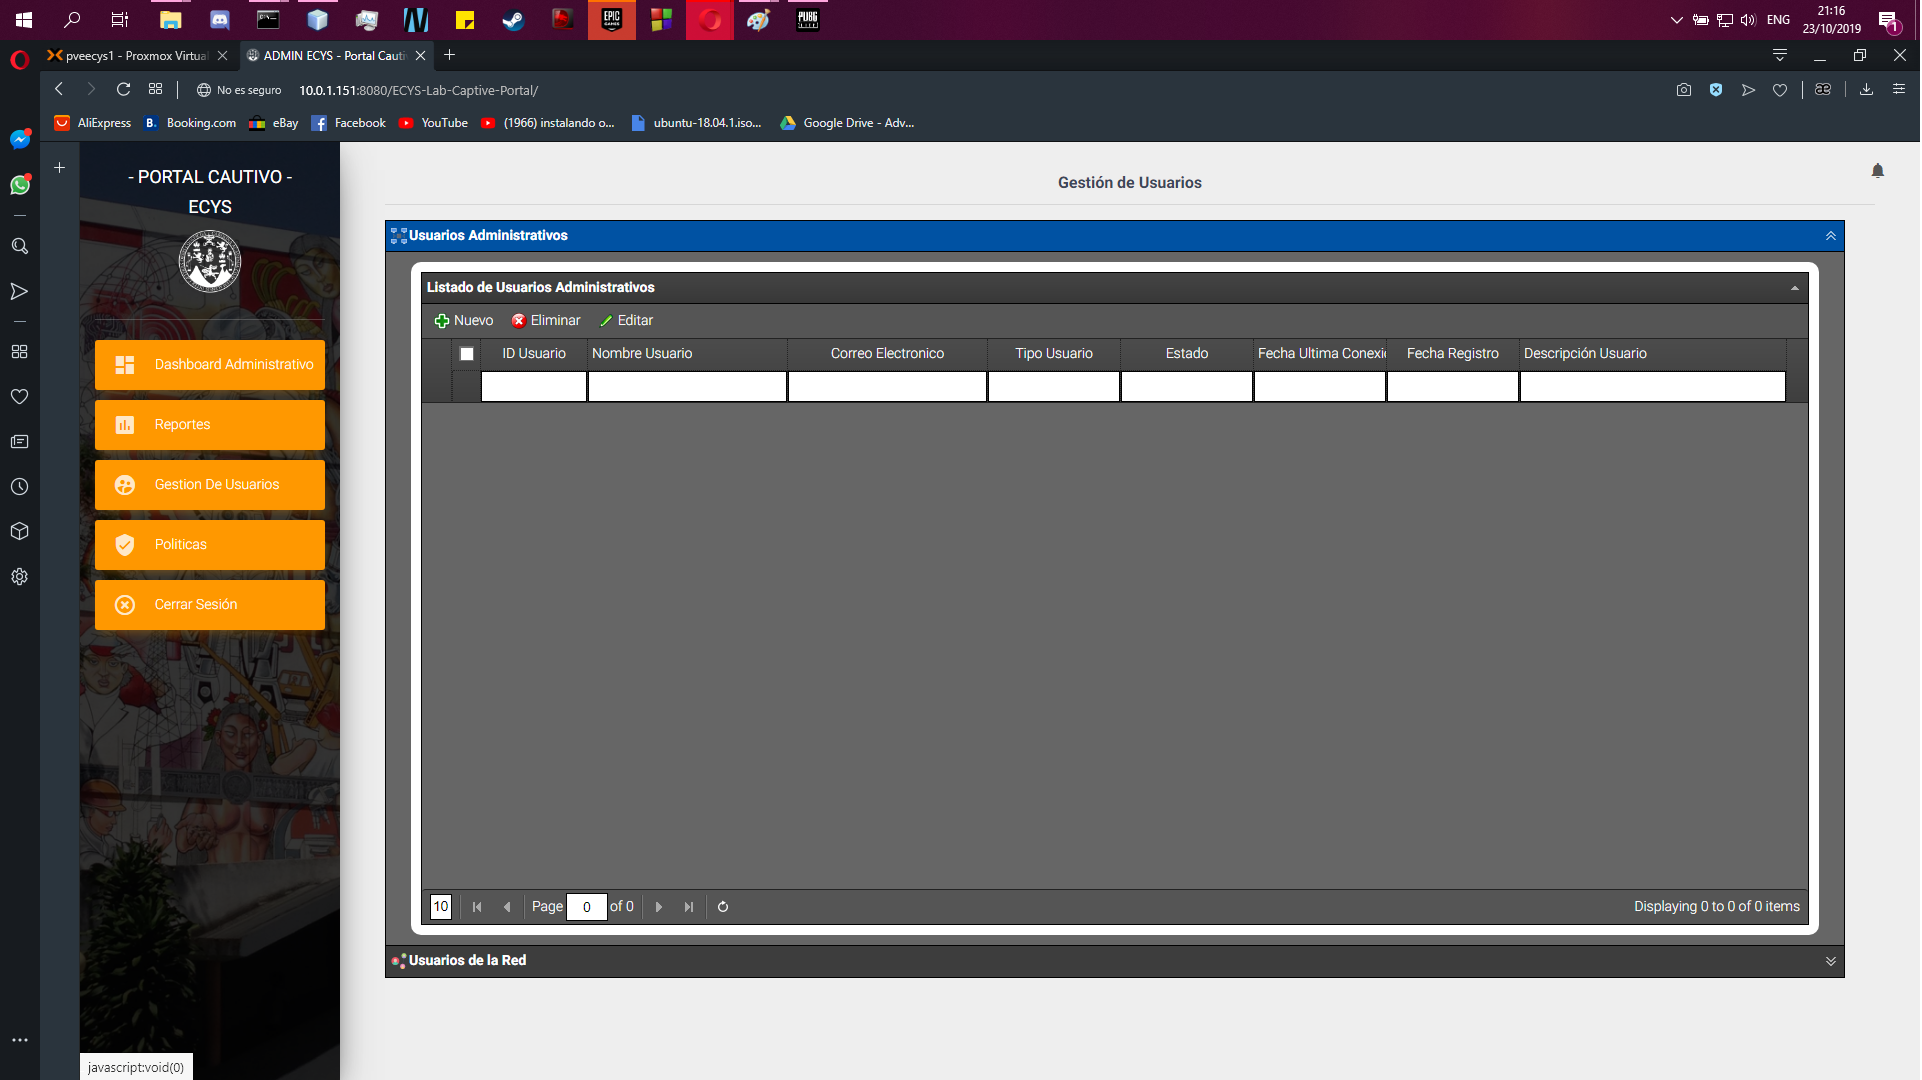 EPIC
GAMES
PUBG
ENG
21:16
23/10/2019
1
pveecys1 - Proxmox Virtual
ADMIN ECYS - Portal Cauti
No es seguro
10.0.1.151:8080/ECYS-Lab-Captive-Portal/
AliExpress
B. Booking.com
eBay
Facebook
YouTube
(1966) instalando o...
ubuntu-18.04.1.iso...
Google Drive - Adv...
- PORTAL CAUTIVO -
ECYS
Dashboard Administrativo
Reportes
Gestion De Usuarios
Politicas
Cerrar Sesión
Gestión de Usuarios
Usuarios Administrativos
Listado de Usuarios Administrativos
Nuevo Eliminar Editar
ID Usuario Nombre Usuario Correo Electronico Tipo Usuario Estado Fecha Ultima Conexi Fecha Registro Descripción Usuario
10 Page 0 of 0 Displaying 0 to 0 of 0 items
Usuarios de la Red
javascript:void(0)